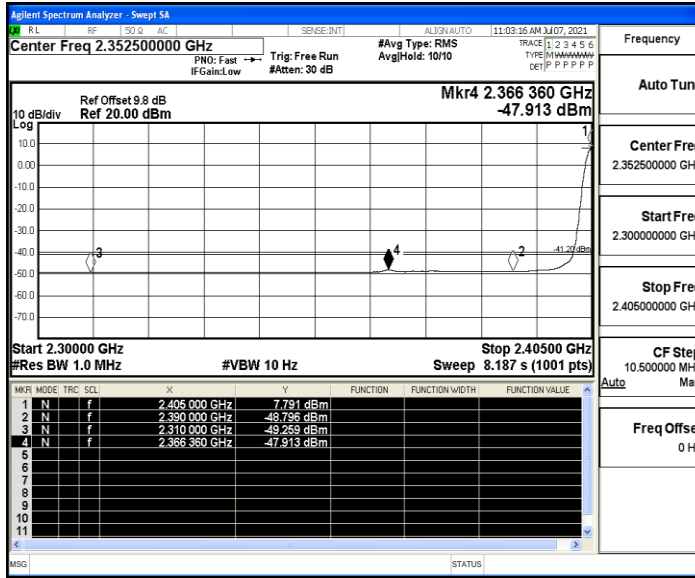 Agilent Spectrum Analyzer - Swept SA
LXI RL RF 50 Ω AC SENSE:INT ALIGN AUTO 11:03:16 AM Jul 07, 2021
Center Freq 2.352500000 GHz
PNO: Fast
IFGain:Low
Trig: Free Run
#Atten: 30 dB
#Avg Type: RMS
Avg|Hold: 10/10
TRACE 1 2 3 4 5 6
TYPE M WWWWW
DET P P P P P P
Ref Offset 9.8 dB
Ref 20.00 dBm
Mkr4 2.366 360 GHz
-47.913 dBm
10 dB/div
Log
10.0
0.00
-10.0
-20.0
-30.0
-40.0
-50.0
-60.0
-70.0
1
2
3
4
-41.20 dBm
Start 2.30000 GHz
Stop 2.40500 GHz
#Res BW 1.0 MHz
#VBW 10 Hz
Sweep 8.187 s (1001 pts)
MKR MODE TRC SCL X Y FUNCTION FUNCTION WIDTH FUNCTION VALUE
1 N f 2.405 000 GHz 7.791 dBm
2 N f 2.390 000 GHz -48.796 dBm
3 N f 2.310 000 GHz -49.259 dBm
4 N f 2.366 360 GHz -47.913 dBm
5
6
7
8
9
10
11
MSG
STATUS
Frequency
Auto Tun
Center Fre
2.352500000 GH
Start Fre
2.300000000 GH
Stop Fre
2.405000000 GH
CF Step
10.500000 MH
Auto Ma
Freq Offse
0 H